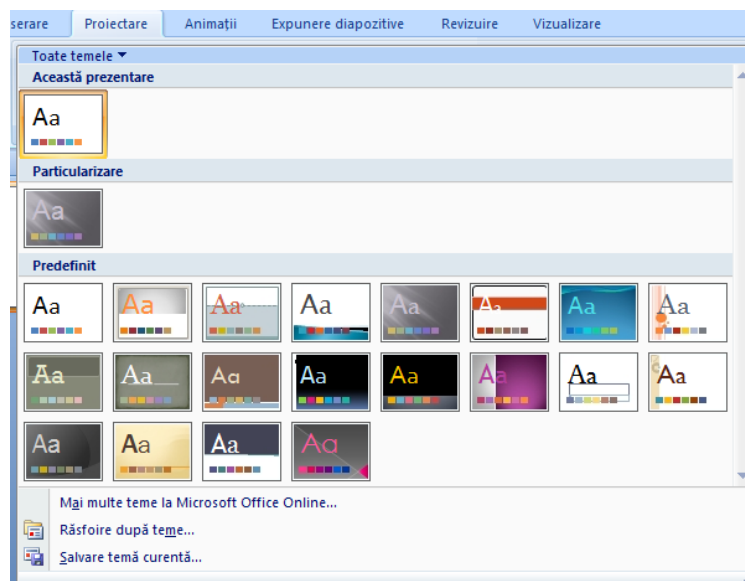 serare Proiectare Animații Expunere diapozitive Revizuire Vizualizare
Toate temele
Această prezentare
Aa
Particularizare
Aa
Predefinit
Aa Aa Aa Aa Aa Aa Aa Aa
Aa Aa Aa Aa Aa Aa Aa Aa
Aa Aa Aa Aa
Mai multe teme la Microsoft Office Online...
Răsfoire după teme...
Salvare temă curentă...